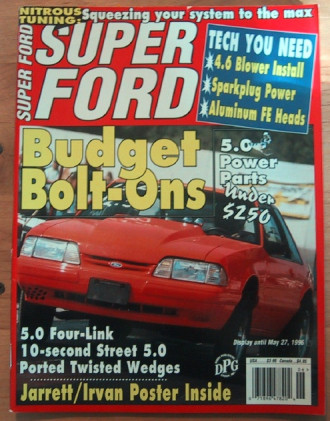 NITROUS TUNING: Squeezing your system to the max
SUPER FORD
SUPER
FORD
TECH YOU NEED
4.6 Blower Install
Sparkplug Power
Aluminum FE Heads
Budget
Bolt-Ons
5.0
Power
Parts
Under
$250
Ford
5.0 Four-Link
10-second Street 5.0
Ported Twisted Wedges
Display until May 27, 1996
DPG
Jarrett/Irvan Poster Inside